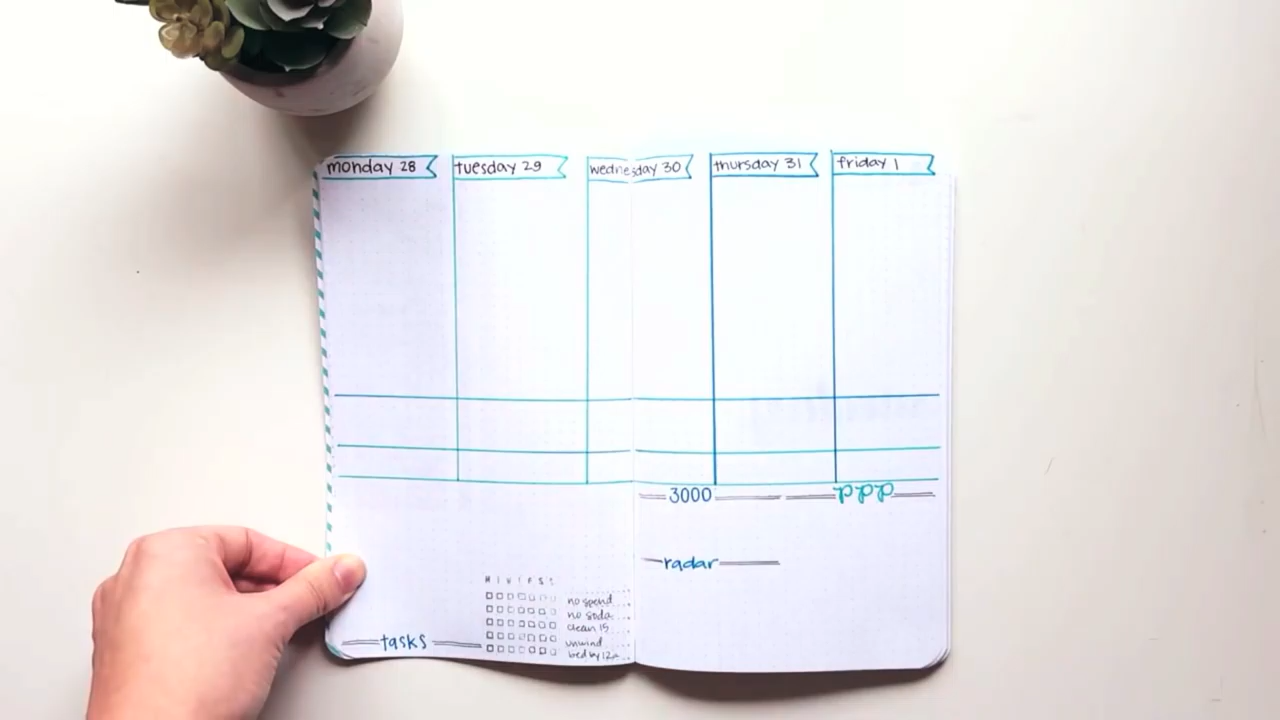 monday 28
tuesday 29
wednesday 30
thursday 31
friday 1
3000
ppp
radar
no spend
no soda
clean 15
unwind
bed by 12a
tasks